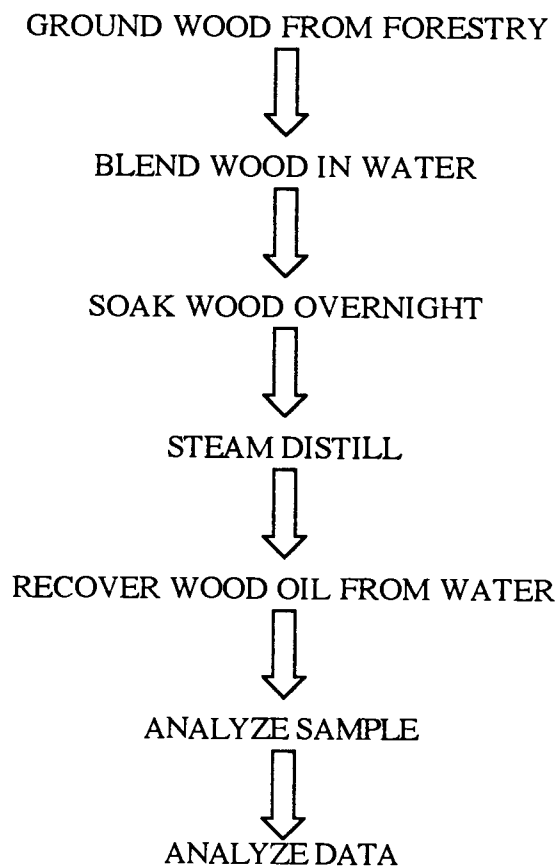 GROUND WOOD FROM FORESTRY
BLEND WOOD IN WATER
SOAK WOOD OVERNIGHT
STEAM DISTILL
RECOVER WOOD OIL FROM WATER
ANALYZE SAMPLE
ANALYZE DATA